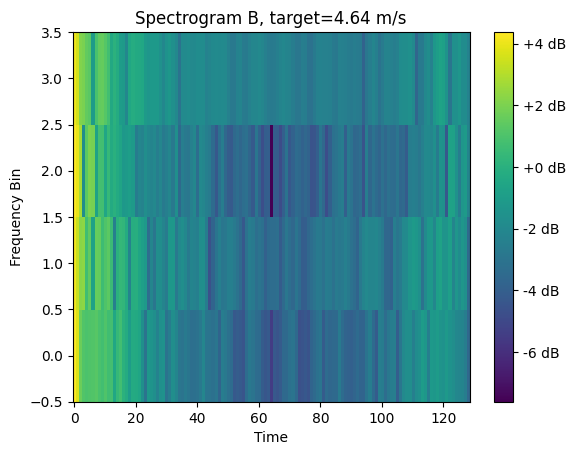 Spectrogram B, target=4.64 m/s
Frequency Bin
3.5
3.0
2.5
2.0
1.5
1.0
0.5
0.0
−0.5
0 20 40 60 80 100 120
Time
+4 dB
+2 dB
+0 dB
-2 dB
-4 dB
-6 dB